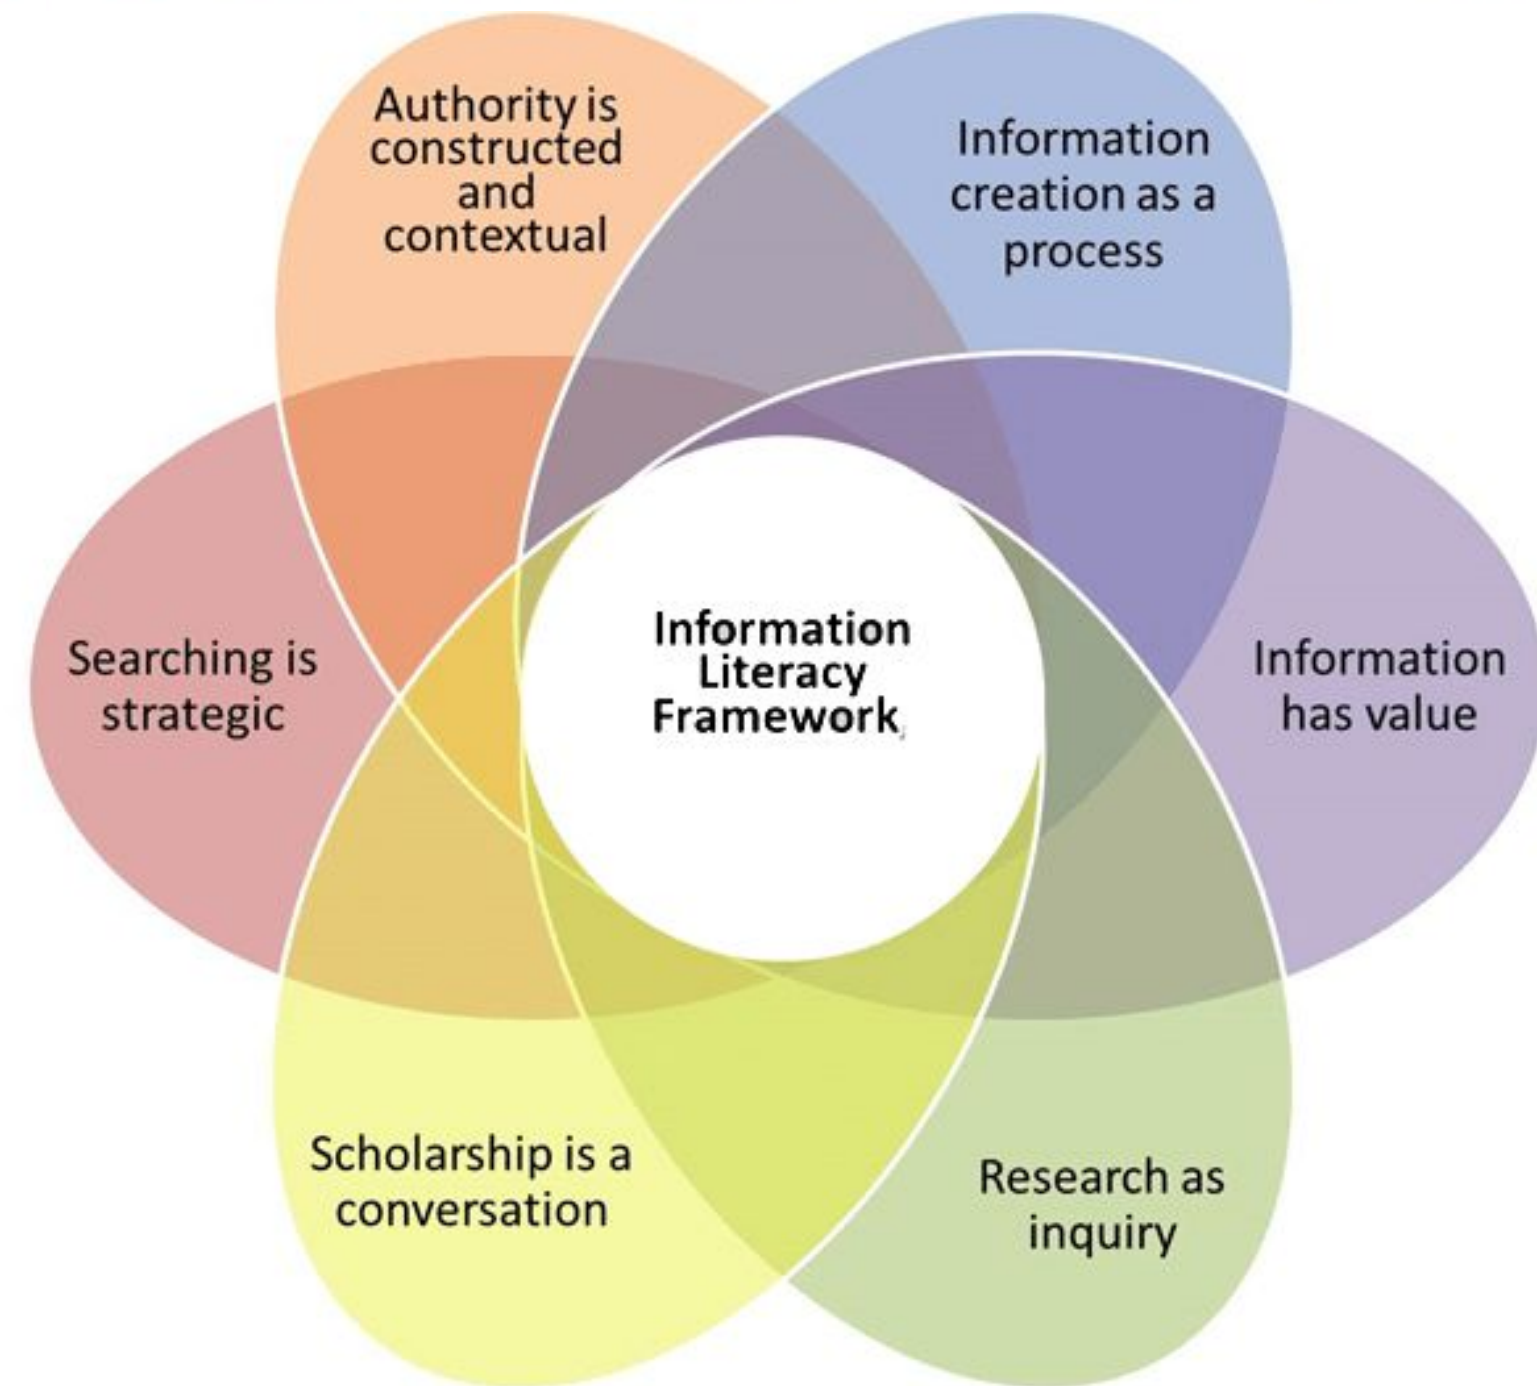 Authority is
constructed
and
contextual
Information
creation as a
process
Searching is
strategic
Information
Literacy
Framework
Information
has value
Scholarship is a
conversation
Research as
inquiry